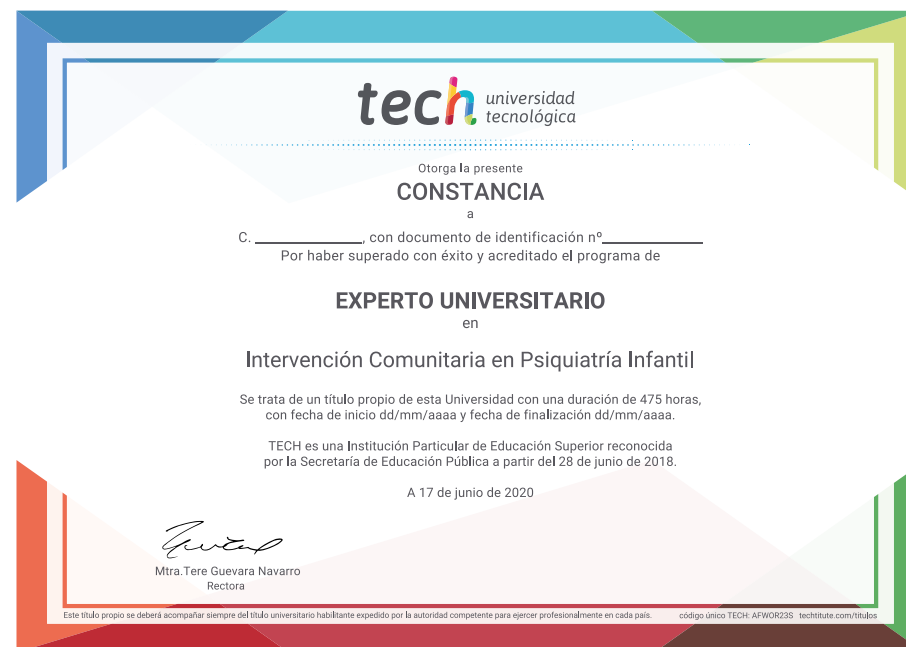 tech universidad
tecnológica
Otorga la presente
CONSTANCIA
a
C. ______________, con documento de identificación nº_____________
Por haber superado con éxito y acreditado el programa de
EXPERTO UNIVERSITARIO
en
Intervención Comunitaria en Psiquiatría Infantil
Se trata de un título propio de esta Universidad con una duración de 475 horas,
con fecha de inicio dd/mm/aaaa y fecha de finalización dd/mm/aaaa.
TECH es una Institución Particular de Educación Superior reconocida
por la Secretaría de Educación Pública a partir del 28 de junio de 2018.
A 17 de junio de 2020
Mtra.Tere Guevara Navarro
Rectora
Este título propio se deberá acompañar siempre del título universitario habilitante expedido por la autoridad competente para ejercer profesionalmente en cada país. código único TECH: AFWOR23S techtitute.com/títulos